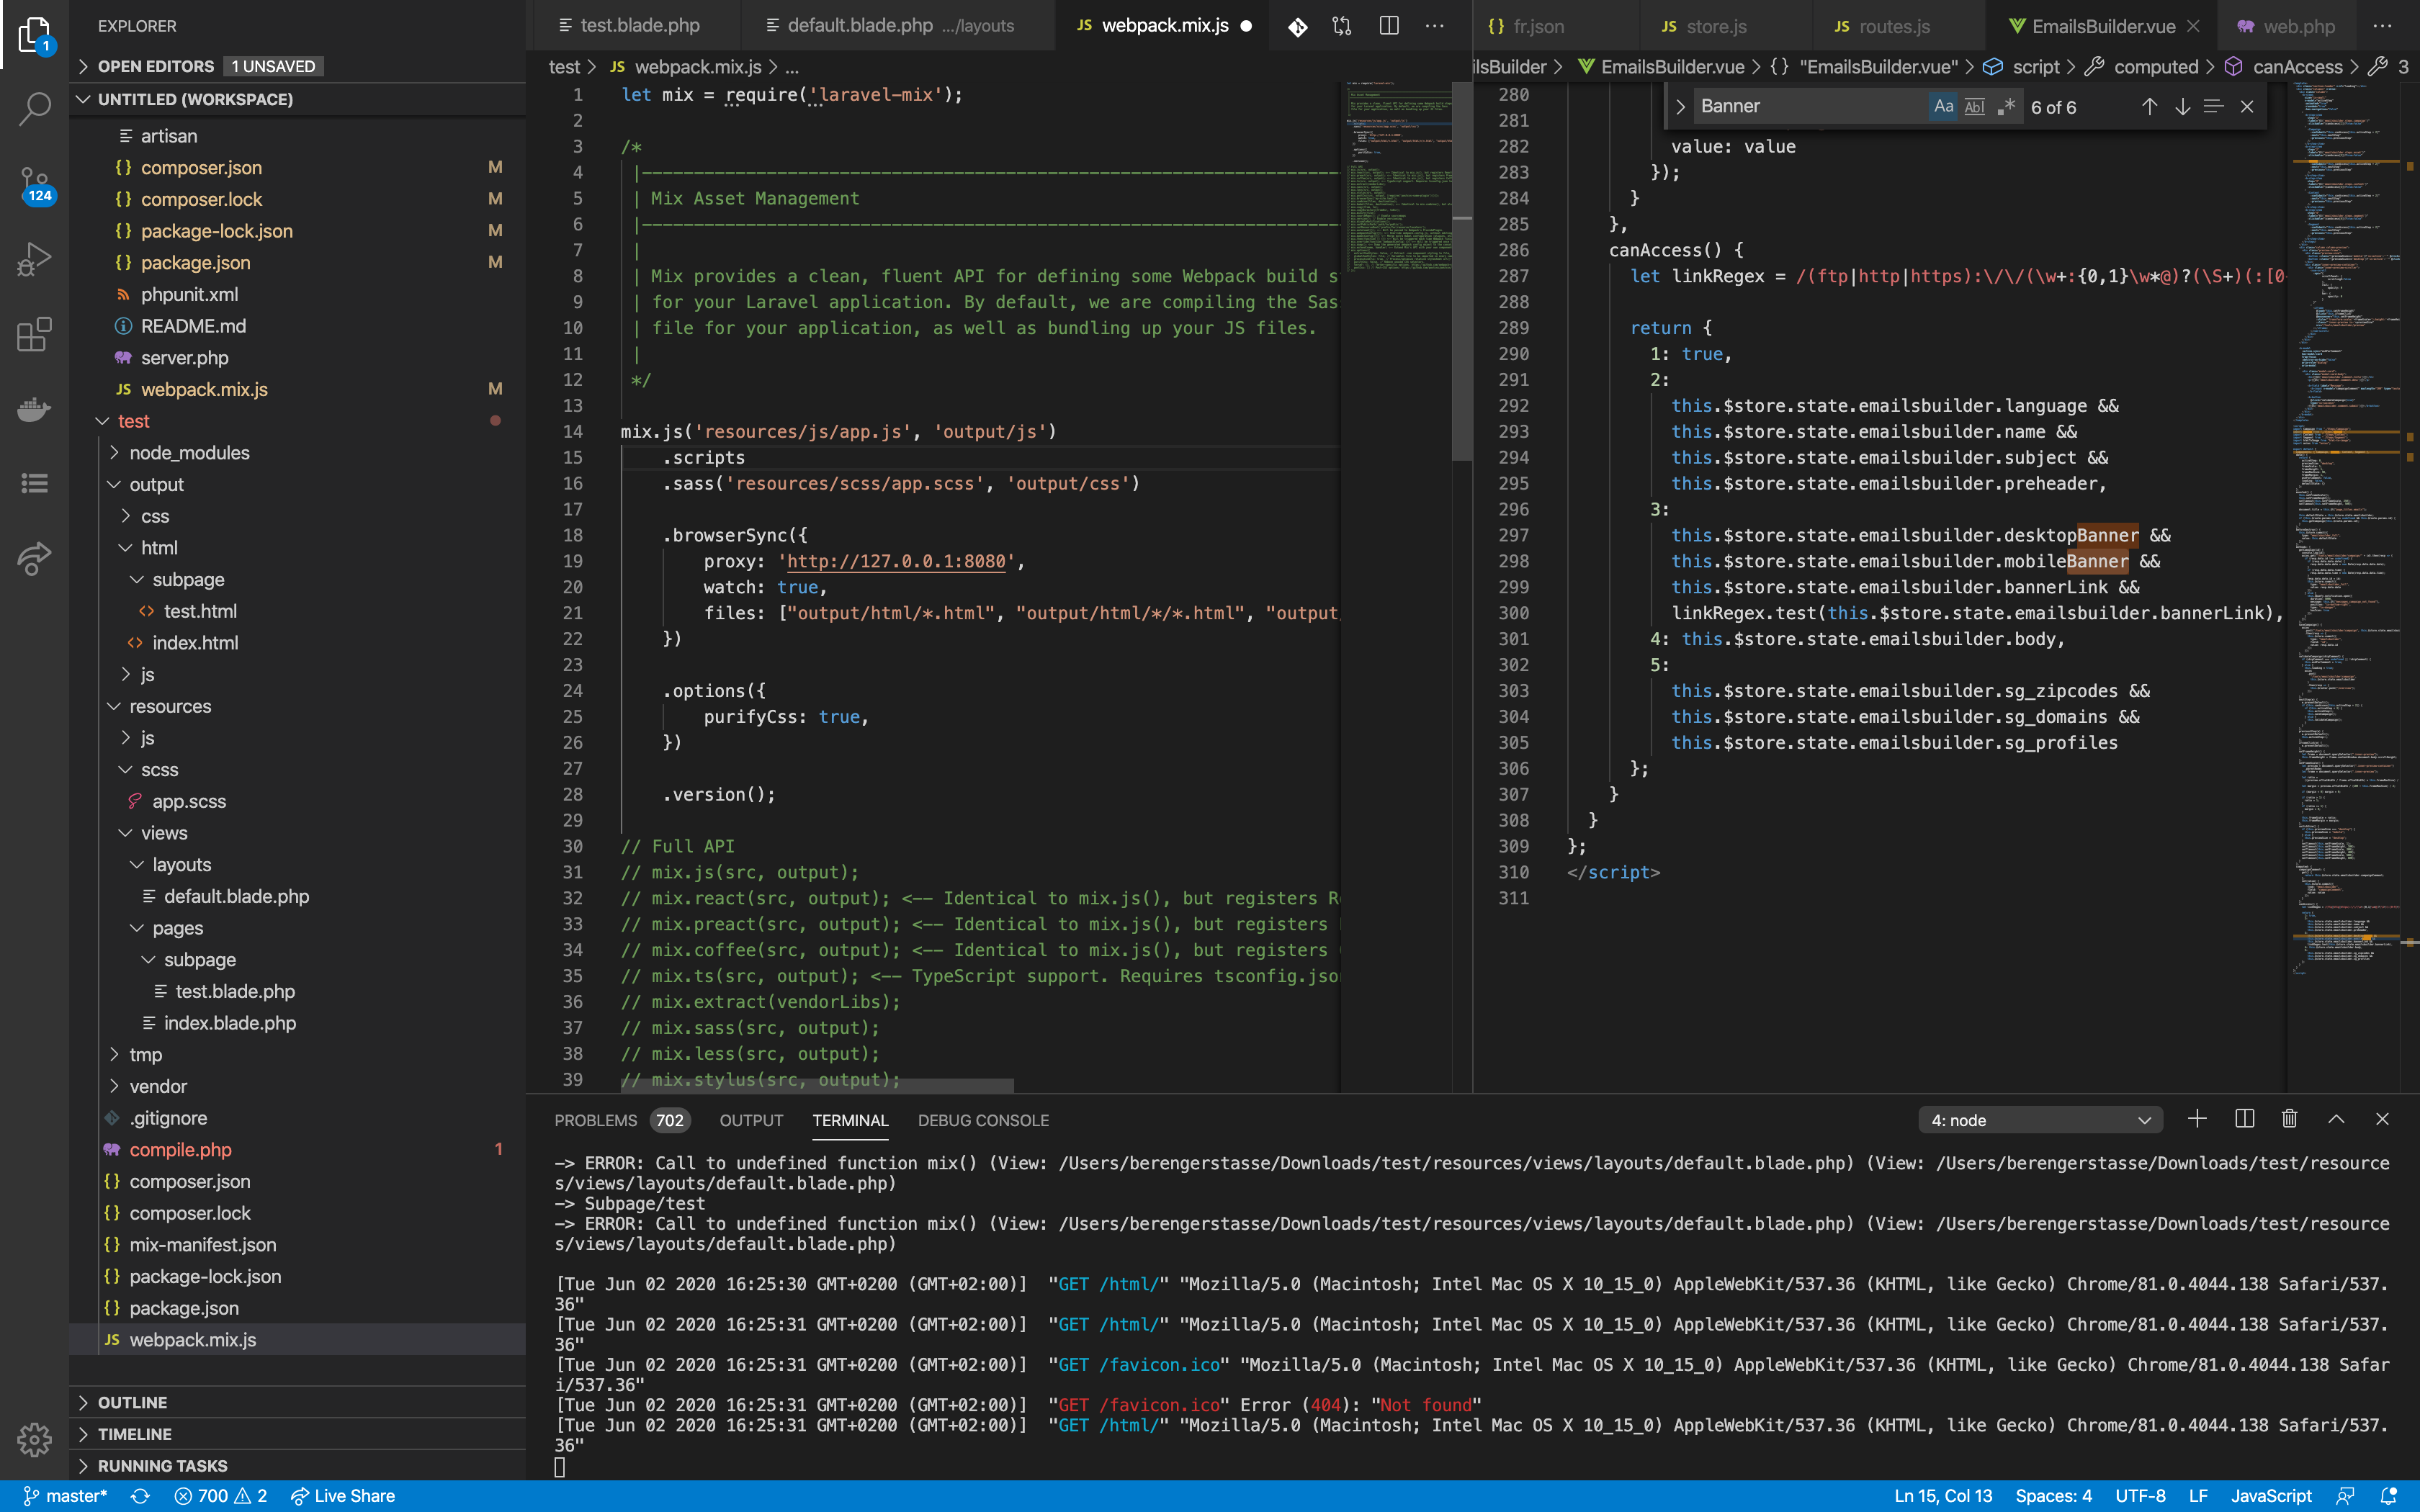 EXPLORER
OPEN EDITORS 1 UNSAVED
UNTITLED (WORKSPACE)
artisan
composer.json M
composer.lock M
package-lock.json M
package.json M
phpunit.xml
README.md
server.php
JS webpack.mix.js M
test
node_modules
output
css
html
subpage
test.html
index.html
js
resources
js
scss
app.scss
views
layouts
default.blade.php
pages
subpage
test.blade.php
index.blade.php
tmp
vendor
.gitignore
compile.php 1
composer.json
composer.lock
mix-manifest.json
package-lock.json
package.json
JS webpack.mix.js
OUTLINE
TIMELINE
RUNNING TASKS
1
124
test.blade.php
default.blade.php .../layouts
JS webpack.mix.js
test > JS webpack.mix.js > ...
1 let mix = require('laravel-mix');
2
3 /*
4 |--------------------------------------------------------------------
5 | Mix Asset Management
6 |--------------------------------------------------------------------
7 |
8 | Mix provides a clean, fluent API for defining some Webpack build s
9 | for your Laravel application. By default, we are compiling the Sas
10 | file for your application, as well as bundling up your JS files.
11 |
12 */
13
14 mix.js('resources/js/app.js', 'output/js')
15 .scripts
16 .sass('resources/scss/app.scss', 'output/css')
17
18 .browserSync({
19 proxy: 'http://127.0.0.1:8080',
20 watch: true,
21 files: ["output/html/*.html", "output/html/*/*.html", "output/
22 })
23
24 .options({
25 purifyCss: true,
26 })
27
28 .version();
29
30 // Full API
31 // mix.js(src, output);
32 // mix.react(src, output); <-- Identical to mix.js(), but registers R
33 // mix.preact(src, output); <-- Identical to mix.js(), but registers
34 // mix.coffee(src, output); <-- Identical to mix.js(), but registers
35 // mix.ts(src, output); <-- TypeScript support. Requires tsconfig.jso
36 // mix.extract(vendorLibs);
37 // mix.sass(src, output);
38 // mix.less(src, output);
39 // mix.stylus(src, output);
{} fr.json
JS store.js
JS routes.js
EmailsBuilder.vue
web.php
ilsBuilder > EmailsBuilder.vue > {} "EmailsBuilder.vue" > script > computed > canAccess > 3
Banner Aa Abl .* 6 of 6
280
281
282 value: value
283 });
284 }
285 },
286 canAccess() {
287 let linkRegex = /(ftp|http|https):\/\/(\w+:{0,1}\w*@)?(\S+)(:[0-
288
289 return {
290 1: true,
291 2:
292 this.$store.state.emailsbuilder.language &&
293 this.$store.state.emailsbuilder.name &&
294 this.$store.state.emailsbuilder.subject &&
295 this.$store.state.emailsbuilder.preheader,
296 3:
297 this.$store.state.emailsbuilder.desktopBanner &&
298 this.$store.state.emailsbuilder.mobileBanner &&
299 this.$store.state.emailsbuilder.bannerLink &&
300 linkRegex.test(this.$store.state.emailsbuilder.bannerLink),
301 4: this.$store.state.emailsbuilder.body,
302 5:
303 this.$store.state.emailsbuilder.sg_zipcodes &&
304 this.$store.state.emailsbuilder.sg_domains &&
305 this.$store.state.emailsbuilder.sg_profiles
306 };
307 }
308 }
309 };
310 </script>
311
PROBLEMS 702 OUTPUT TERMINAL DEBUG CONSOLE 4: node
-> ERROR: Call to undefined function mix() (View: /Users/berengerstasse/Downloads/test/resources/views/layouts/default.blade.php) (View: /Users/berengerstasse/Downloads/test/resource
s/views/layouts/default.blade.php)
-> Subpage/test
-> ERROR: Call to undefined function mix() (View: /Users/berengerstasse/Downloads/test/resources/views/layouts/default.blade.php) (View: /Users/berengerstasse/Downloads/test/resource
s/views/layouts/default.blade.php)
[Tue Jun 02 2020 16:25:30 GMT+0200 (GMT+02:00)] "GET /html/" "Mozilla/5.0 (Macintosh; Intel Mac OS X 10_15_0) AppleWebKit/537.36 (KHTML, like Gecko) Chrome/81.0.4044.138 Safari/537.
36"
[Tue Jun 02 2020 16:25:31 GMT+0200 (GMT+02:00)] "GET /html/" "Mozilla/5.0 (Macintosh; Intel Mac OS X 10_15_0) AppleWebKit/537.36 (KHTML, like Gecko) Chrome/81.0.4044.138 Safari/537.
36"
[Tue Jun 02 2020 16:25:31 GMT+0200 (GMT+02:00)] "GET /favicon.ico" "Mozilla/5.0 (Macintosh; Intel Mac OS X 10_15_0) AppleWebKit/537.36 (KHTML, like Gecko) Chrome/81.0.4044.138 Safar
i/537.36"
[Tue Jun 02 2020 16:25:31 GMT+0200 (GMT+02:00)] "GET /favicon.ico" Error (404): "Not found"
[Tue Jun 02 2020 16:25:31 GMT+0200 (GMT+02:00)] "GET /html/" "Mozilla/5.0 (Macintosh; Intel Mac OS X 10_15_0) AppleWebKit/537.36 (KHTML, like Gecko) Chrome/81.0.4044.138 Safari/537.
36"
master* 700 2 Live Share Ln 15, Col 13 Spaces: 4 UTF-8 LF JavaScript